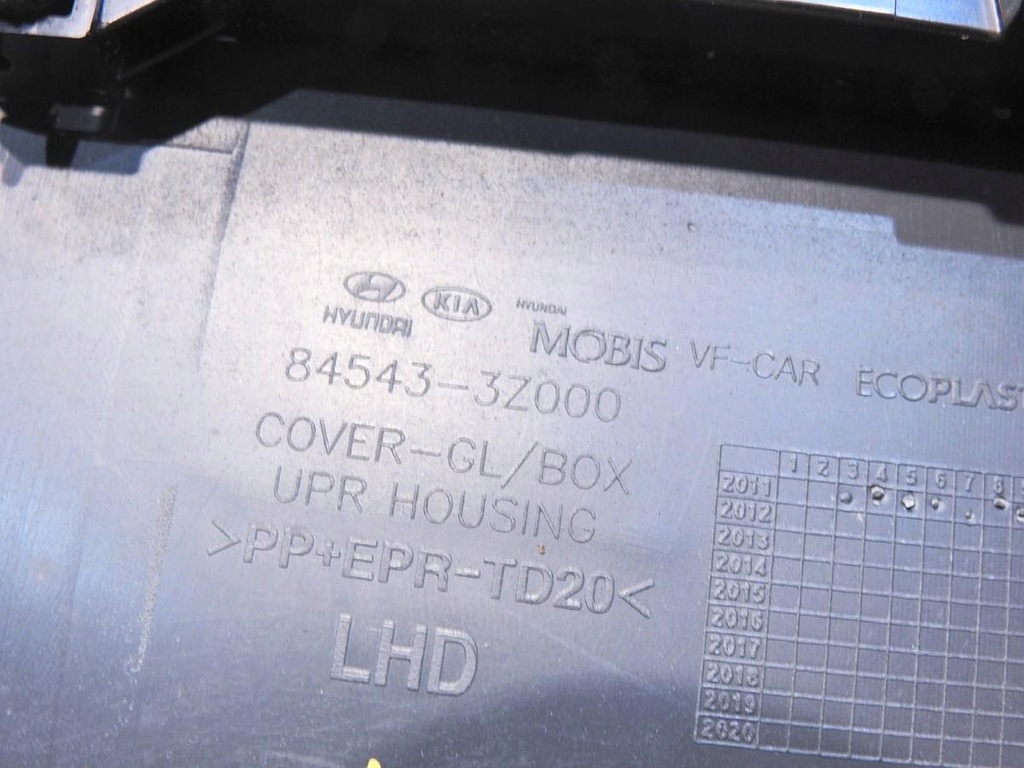 HYUNDAI KIA HYUNDAI MOBIS VF-CAR ECOPLAST
84543-3Z000
COVER-GL/BOX
UPR HOUSING
>PP+EPR-TD20<
LHD
1 2 3 4 5 6 7 8
2011
2012
2013
2014
2015
2016
2017
2018
2019
2020